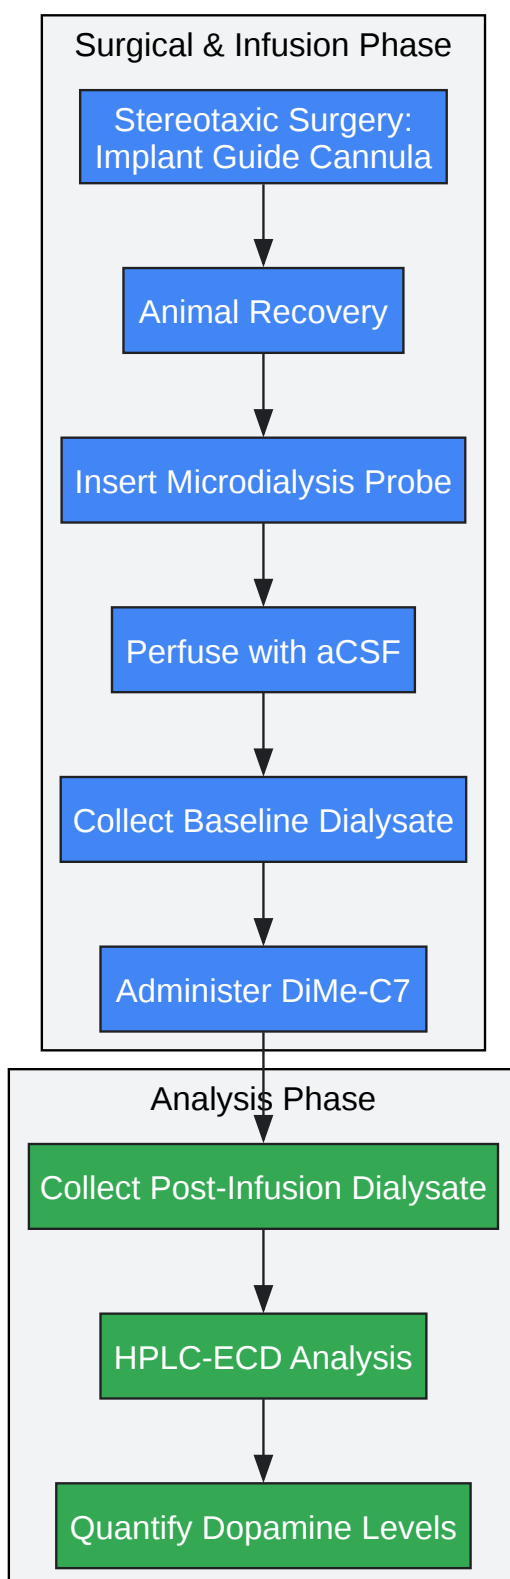 Surgical & Infusion Phase
Stereotaxic Surgery:
Implant Guide Cannula
Animal Recovery
Insert Microdialysis Probe
Perfuse with aCSF
Collect Baseline Dialysate
Administer DiMe-C7
Analysis Phase
Collect Post-Infusion Dialysate
HPLC-ECD Analysis
Quantify Dopamine Levels